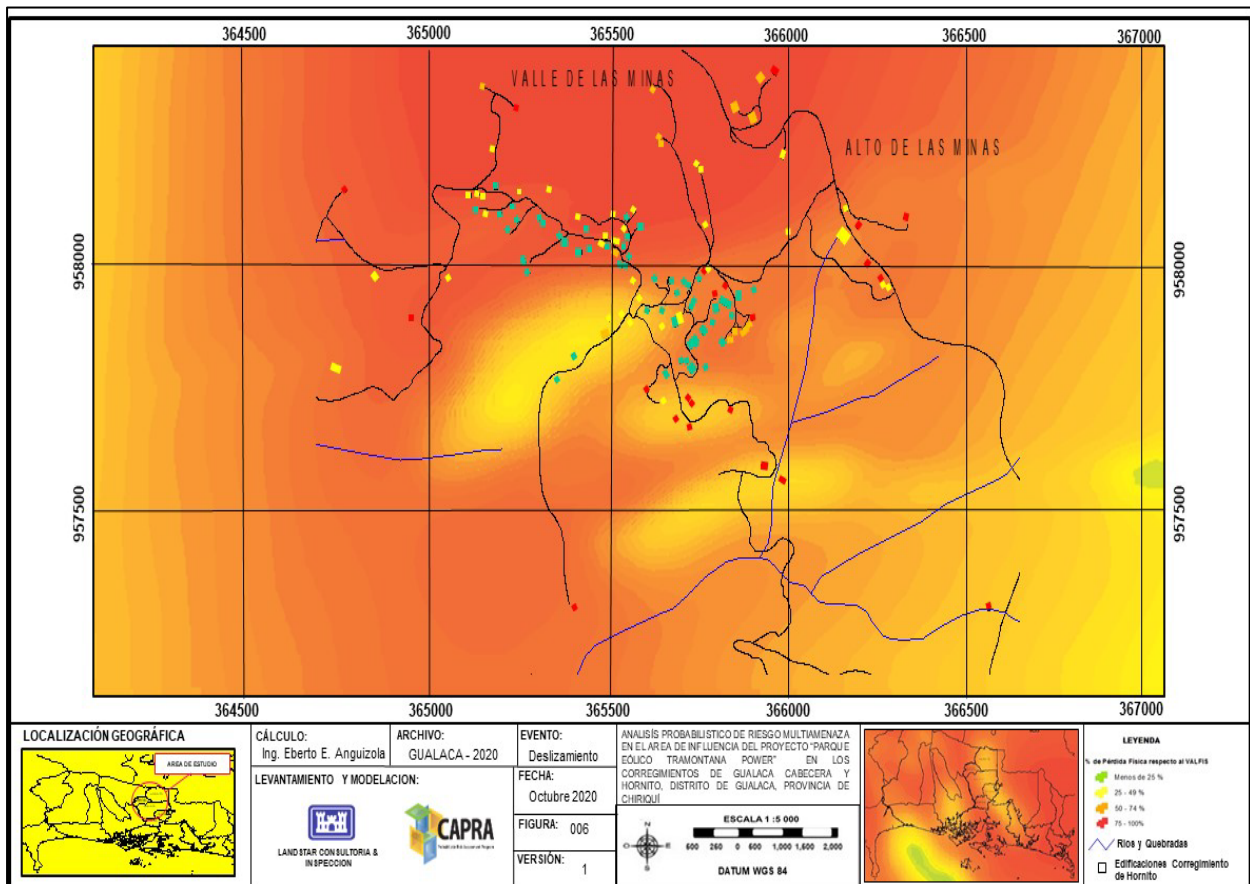 364500 365000 365500 366000 366500 367000
VALLE DE LAS MINAS
ALTO DE LAS MINAS
958000 958000
957500 957500
364500 365000 365500 366000 366500 367000
LOCALIZACIÓN GEOGRÁFICA
AREA DE ESTUDIO
CÁLCULO:
Ing. Eberto E. Anguizola
ARCHIVO:
GUALACA - 2020
LEVANTAMIENTO Y MODELACION:
LANDSTAR CONSULTORIA &
INSPECCION
CAPRA
EVENTO:
Deslizamiento
FECHA:
Octubre 2020
FIGURA: 006
VERSIÓN:
1
ANALISÍS PROBABILISTICO DE RIESGO MULTIAMENAZA
EN EL AREA DE INFLUENCIA DEL PROYECTO "PARQUE
EÓLICO TRAMONTANA POWER" EN LOS
CORREGIMIENTOS DE GUALACA CABECERA Y
HORNITO, DISTRITO DE GUALACA, PROVINCIA DE
CHIRIQUÍ
N
O E
S
ESCALA 1 :5 000
500 260 0 500 1,000 1,500 2,000
DATUM WGS 84
LEYENDA
% de Pérdida Física respecto al VALFIS
Menos de 25 %
25 - 49 %
50 - 74 %
75 - 100%
Rios y Quebradas
Edificaciones Corregimiento
de Hornito